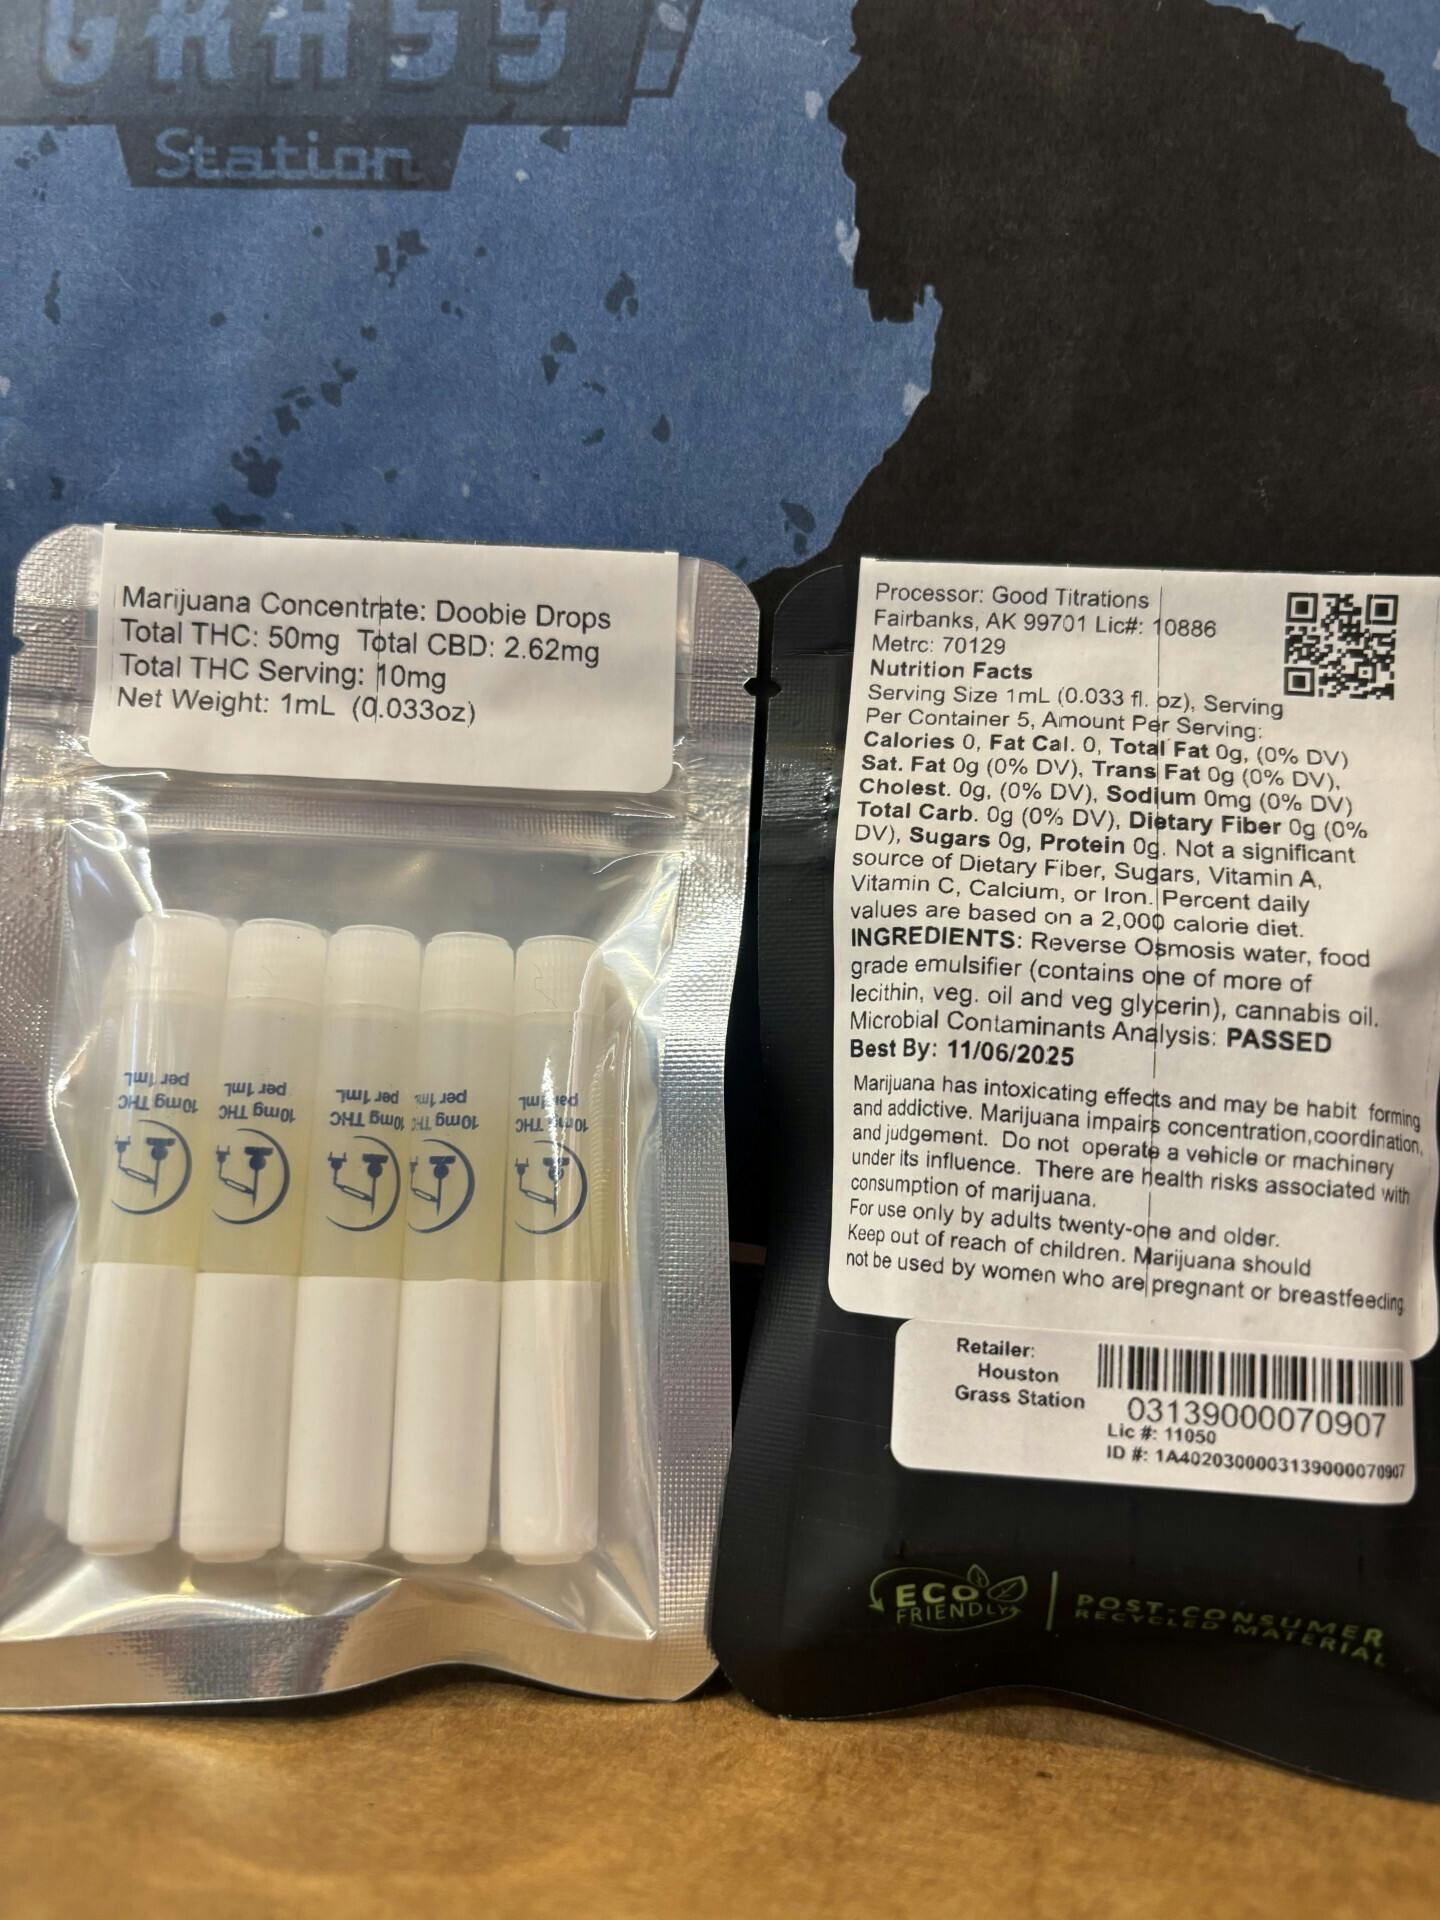 GRASS
Station
Marijuana Concentrate: Doobie Drops
Total THC: 50mg Total CBD: 2.62mg
Total THC Serving: 10mg
Net Weight: 1mL (0.033oz)
10mg THC
per 1mL
10mg THC
per 1mL
10mg THC
per 1mL
10mg THC
per 1mL
10mg THC
per 1mL
Processor: Good Titrations
Fairbanks, AK 99701 Lic#: 10886
Metrc: 70129
Nutrition Facts
Serving Size 1mL (0.033 fl. oz), Serving
Per Container 5, Amount Per Serving:
Calories 0, Fat Cal. 0, Total Fat 0g, (0% DV)
Sat. Fat 0g (0% DV), Trans Fat 0g (0% DV),
Cholest. 0g, (0% DV), Sodium 0mg (0% DV)
Total Carb. 0g (0% DV), Dietary Fiber 0g (0%
DV), Sugars 0g, Protein 0g. Not a significant
source of Dietary Fiber, Sugars, Vitamin A,
Vitamin C, Calcium, or Iron. Percent daily
values are based on a 2,000 calorie diet.
INGREDIENTS: Reverse Osmosis water, food
grade emulsifier (contains one of more of
lecithin, veg. oil and veg glycerin), cannabis oil.
Microbial Contaminants Analysis: PASSED
Best By: 11/06/2025
Marijuana has intoxicating effects and may be habit forming
and addictive. Marijuana impairs concentration,coordination,
and judgement. Do not operate a vehicle or machinery
under its influence. There are health risks associated with
consumption of marijuana.
For use only by adults twenty-one and older.
Keep out of reach of children. Marijuana should
not be used by women who are pregnant or breastfeeding.
Retailer:
Houston
Grass Station
03139000070907
Lic #: 11050
ID #: 1A4020300003139000070907
ECO
FRIENDLY
POST-CONSUMER
RECYCLED MATERIAL